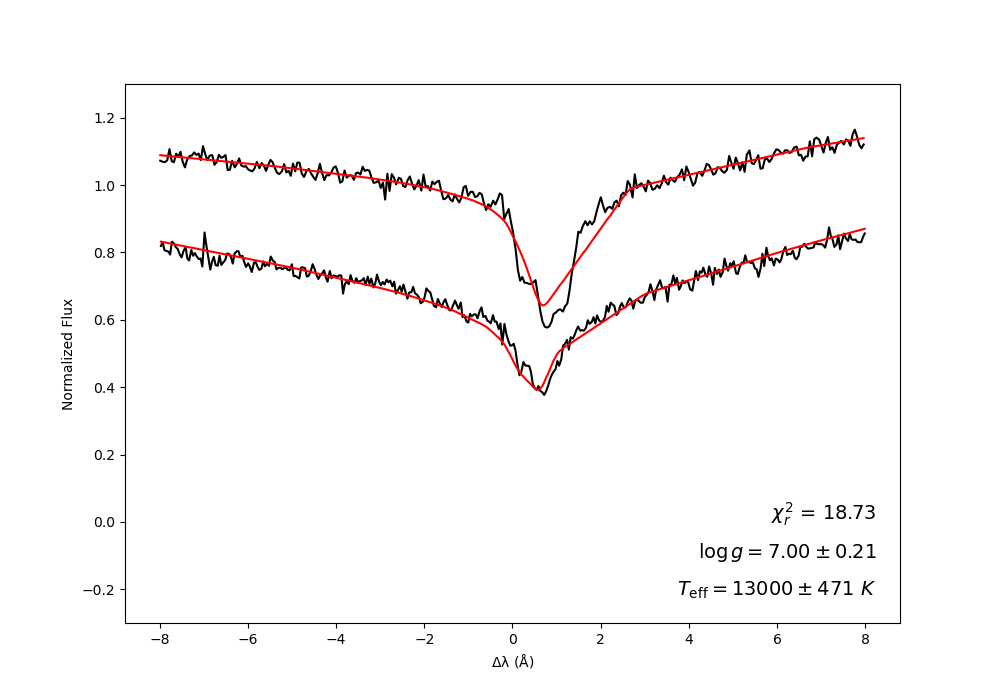 1.2
1.0
0.8
0.6
0.4
0.2
0.0
−0.2
Normalized Flux
χ²ᵣ = 18.73
log g = 7.00 ± 0.21
T_eff = 13000 ± 471 K
−8 −6 −4 −2 0 2 4 6 8
Δλ (Å)